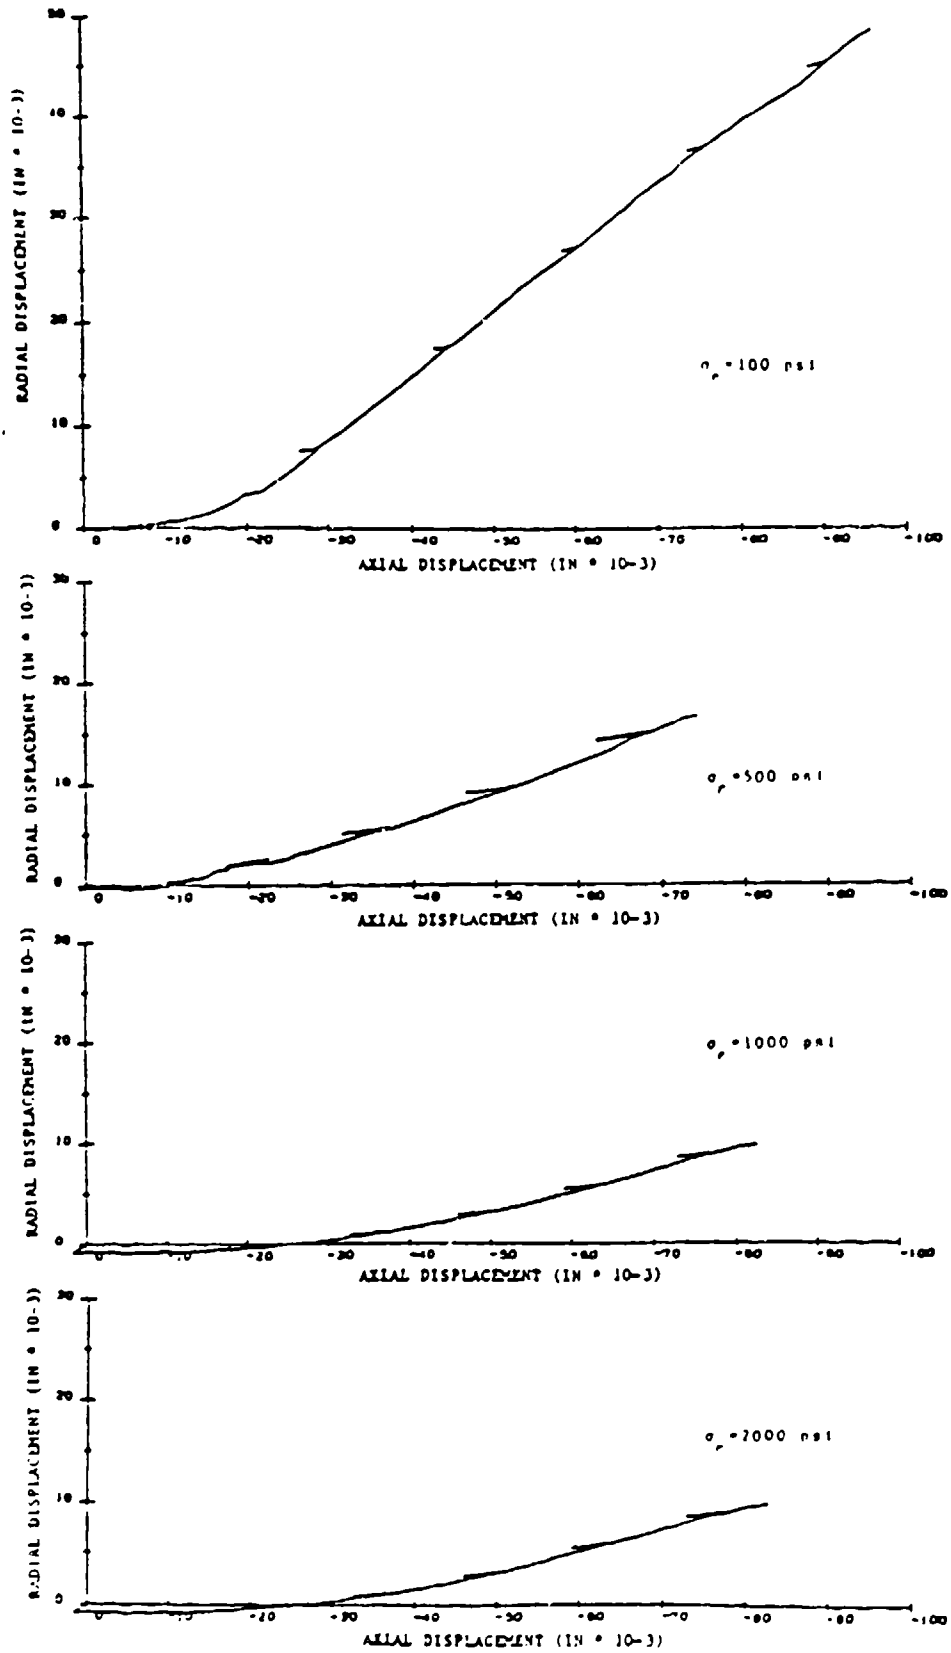 50
40
30
20
10
0
RADIAL DISPLACEMENT (IN * 10-3)
σr=100 psi
0 -10 -20 -30 -40 -50 -60 -70 -80 -90 -100
AXIAL DISPLACEMENT (IN * 10-3)
30
20
10
0
RADIAL DISPLACEMENT (IN * 10-3)
σr=500 psi
0 -10 -20 -30 -40 -50 -60 -70 -80 -90 -100
AXIAL DISPLACEMENT (IN * 10-3)
30
20
10
0
RADIAL DISPLACEMENT (IN * 10-3)
σr=1000 psi
0 -10 -20 -30 -40 -50 -60 -70 -80 -90 -100
AXIAL DISPLACEMENT (IN * 10-3)
30
20
10
0
RADIAL DISPLACEMENT (IN * 10-3)
σr=2000 psi
0 -10 -20 -30 -40 -50 -60 -70 -80 -90 -100
AXIAL DISPLACEMENT (IN * 10-3)